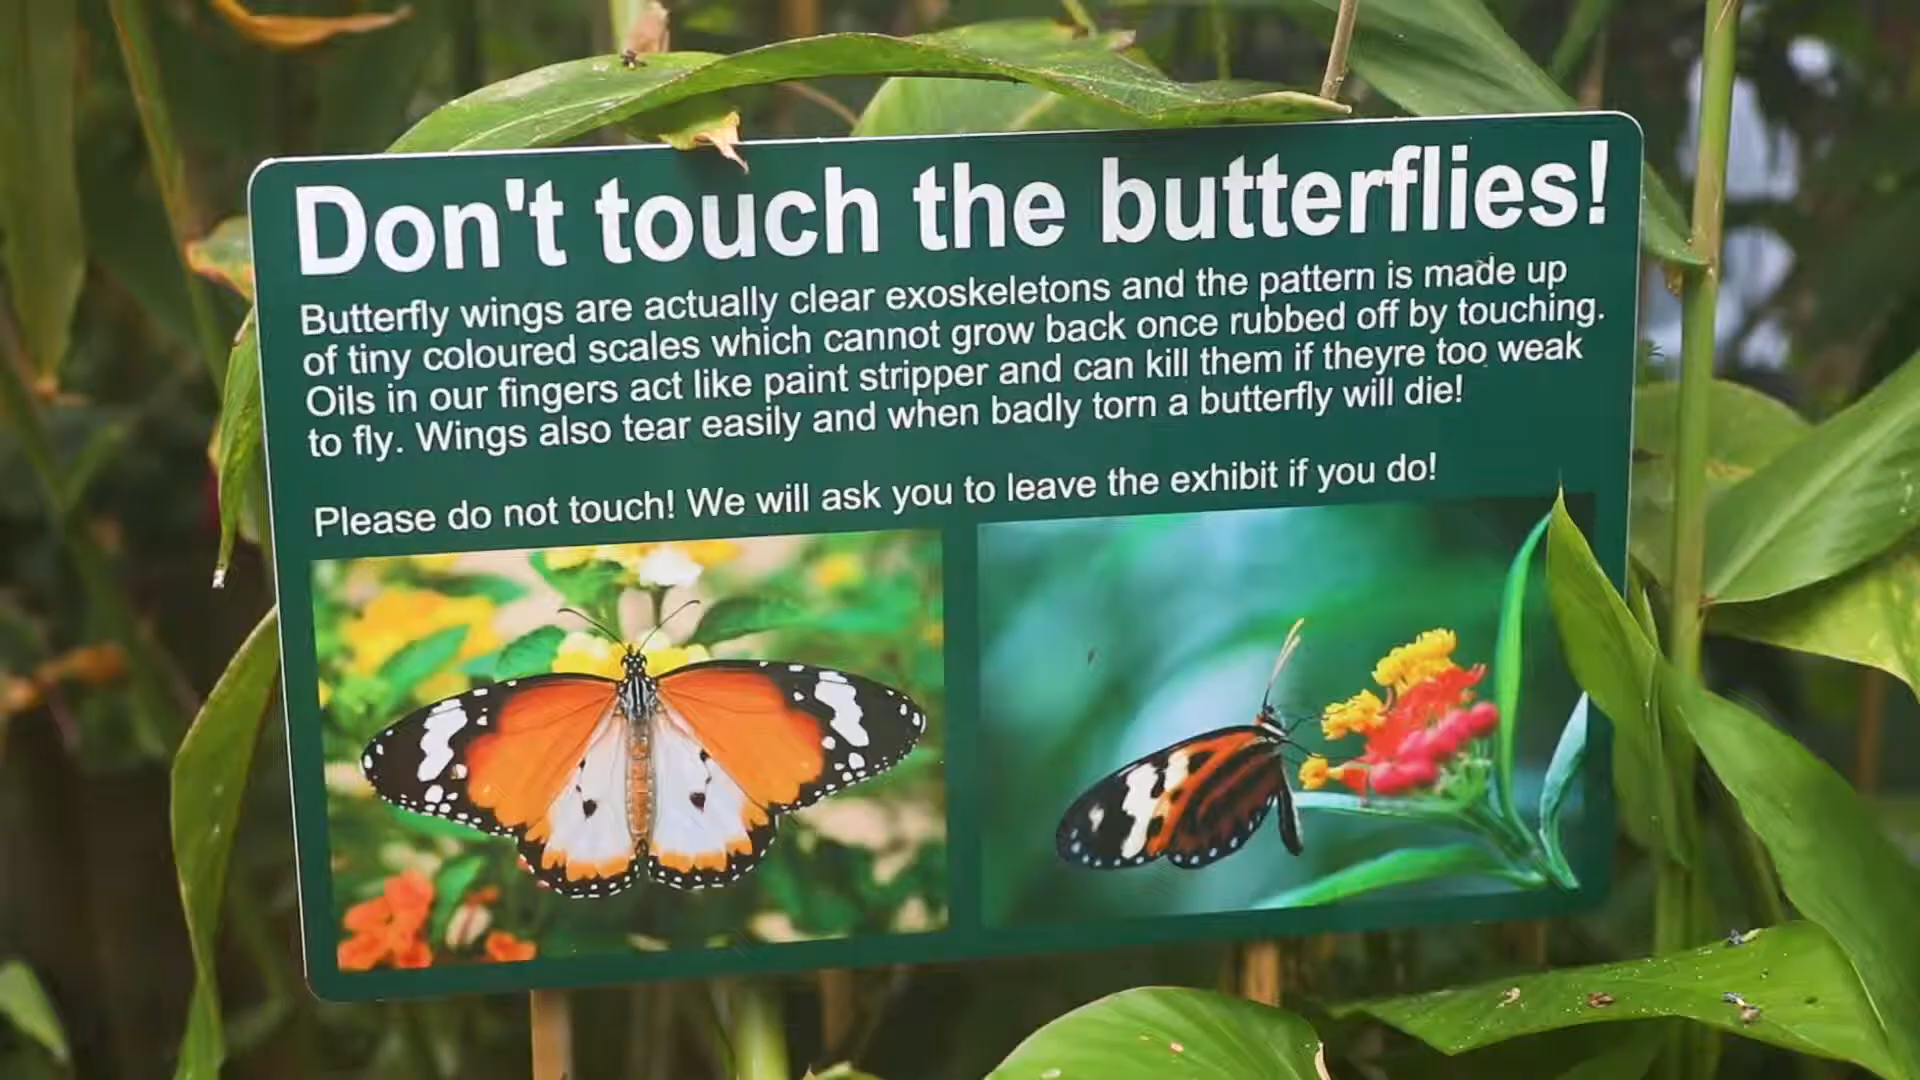 Don't touch the butterflies!
Butterfly wings are actually clear exoskeletons and the pattern is made up
of tiny coloured scales which cannot grow back once rubbed off by touching.
Oils in our fingers act like paint stripper and can kill them if theyre too weak
to fly. Wings also tear easily and when badly torn a butterfly will die!
Please do not touch! We will ask you to leave the exhibit if you do!